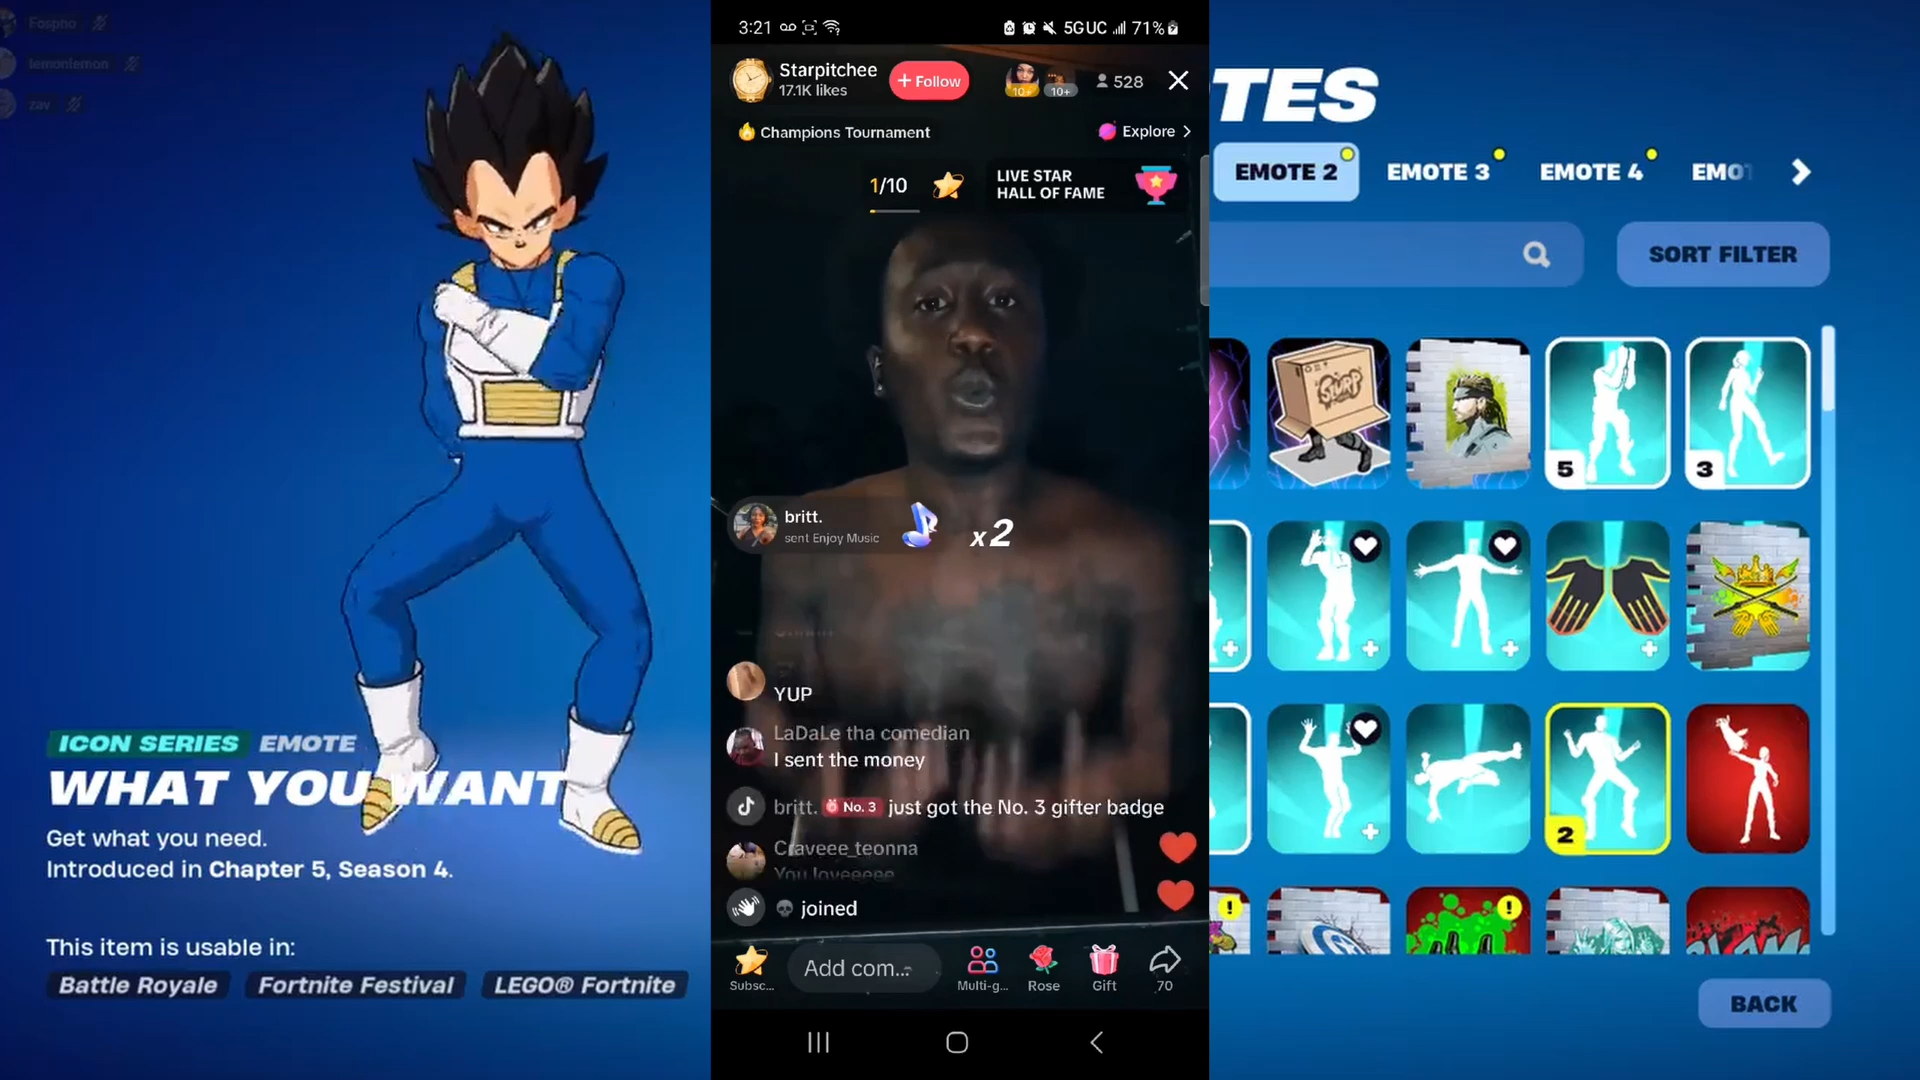 Fospno
lemonlemon
zav
ICON SERIES EMOTE
WHAT YOU WANT
Get what you need.
Introduced in Chapter 5, Season 4.
This item is usable in:
Battle Royale Fortnite Festival LEGO® Fortnite
3:21 5GUC 71%
Starpitchee
17.1K likes
+ Follow
10+ 10+
528
Champions Tournament
Explore >
1/10
LIVE STAR
HALL OF FAME
britt.
sent Enjoy Music
x2
YUP
LaDaLe tha comedian
I sent the money
britt. No. 3 just got the No. 3 gifter badge
Craveee_teonna
You loveeeee
joined
Add com...
Subsc... Multi-g... Rose Gift 70
TES
EMOTE 2 EMOTE 3 EMOTE 4 EMOT
SORT FILTER
SLURP
5
3
2
!
!
SLAM
BACK